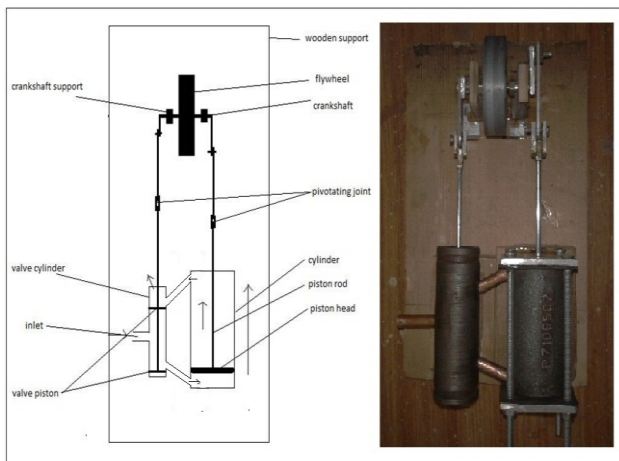 wooden support
flywheel
crankshaft support
crankshaft
pivotating joint
valve cylinder
cylinder
piston rod
inlet
piston head
valve piston